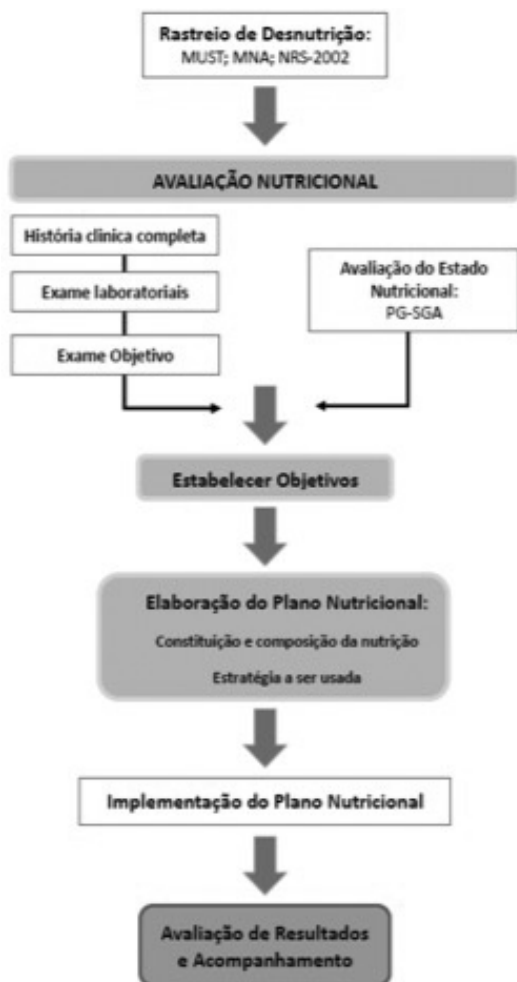 Rastreio de Desnutrição:
MUST; MNA; NRS-2002
AVALIAÇÃO NUTRICIONAL
História clinica completa
Exame laboratoriais
Exame Objetivo
Avaliação do Estado
Nutricional:
PG-SGA
Estabelecer Objetivos
Elaboração do Plano Nutricional:
Constituição e composição da nutrição
Estratégia a ser usada
Implementação do Plano Nutricional
Avaliação de Resultados
e Acompanhamento